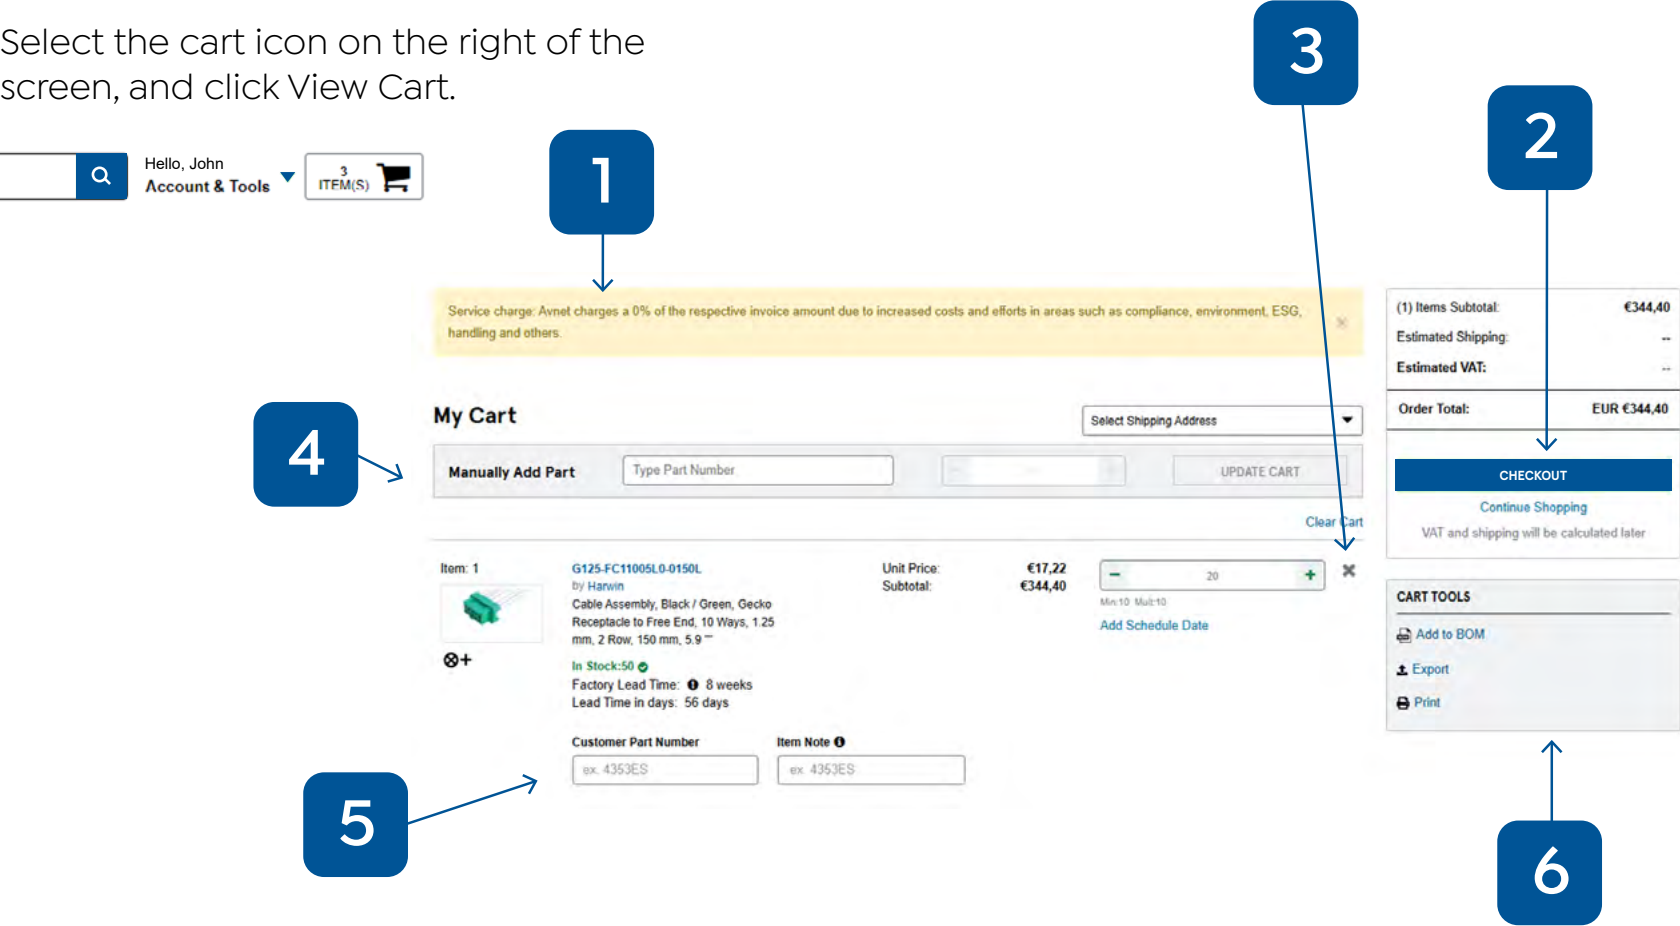 Select the cart icon on the right of the
screen, and click View Cart.
3
2
1
Hello, John
Account & Tools
3
ITEM(S)
Service charge: Avnet charges a 0% of the respective invoice amount due to increased costs and efforts in areas such as compliance, environment, ESG,
handling and others.
(1) Items Subtotal: €344,40
Estimated Shipping: --
Estimated VAT: --
Order Total: EUR €344,40
My Cart
Select Shipping Address
4
Manually Add Part
Type Part Number
UPDATE CART
CHECKOUT
Continue Shopping
VAT and shipping will be calculated later
Clear Cart
Item: 1
G125-FC11005L0-0150L
by Harwin
Cable Assembly, Black / Green, Gecko
Receptacle to Free End, 10 Ways, 1.25
mm, 2 Row, 150 mm, 5.9 ""
In Stock:50
Factory Lead Time: 8 weeks
Lead Time in days: 56 days
Unit Price: €17,22
Subtotal: €344,40
- 20 +
Min:10 Mult:10
Add Schedule Date
CART TOOLS
Add to BOM
Export
Print
Customer Part Number
Item Note
ex. 4353ES
ex. 4353ES
5
6